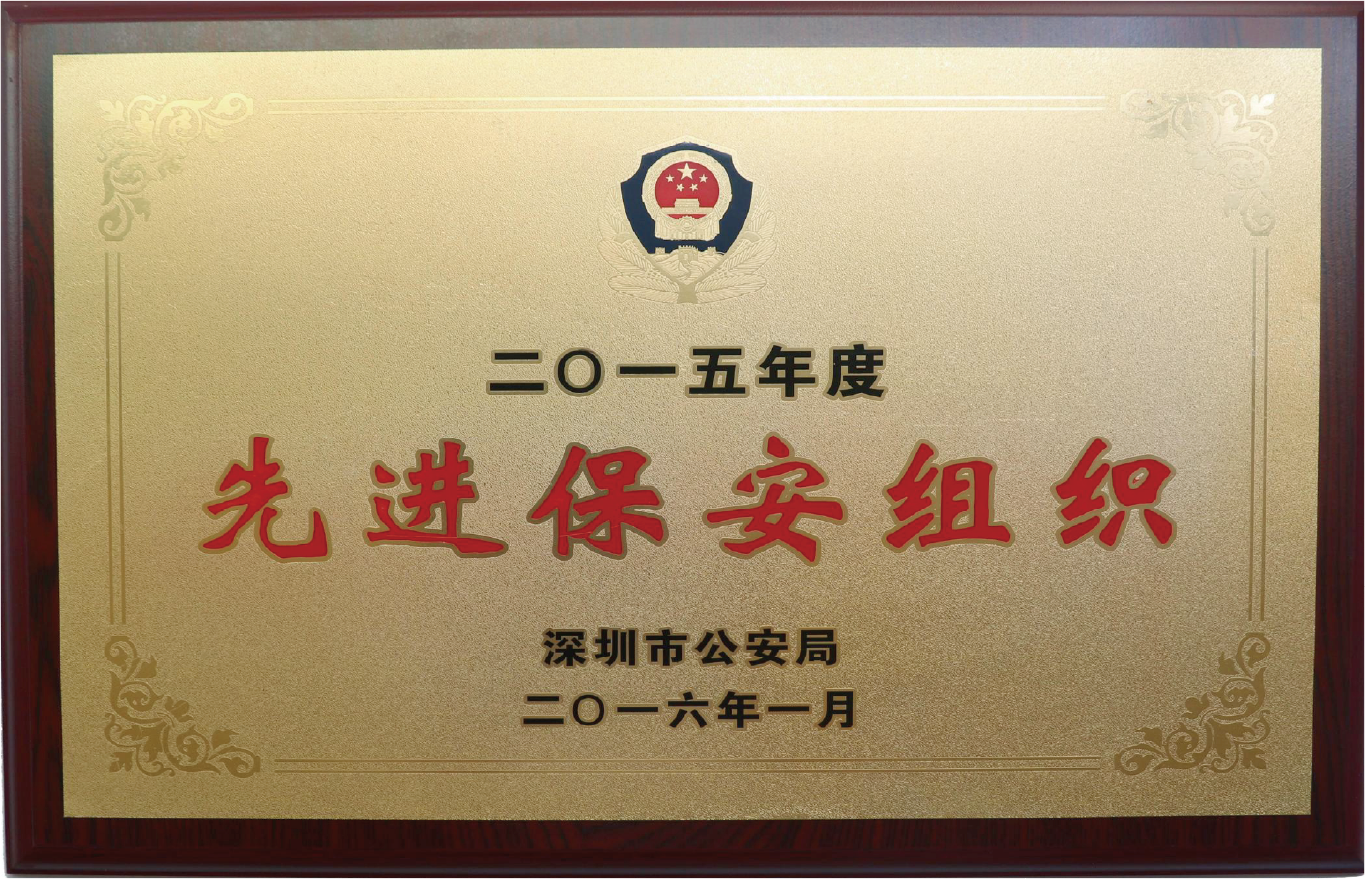 二〇一五年度
先进保安组织
深圳市公安局
二〇一六年一月